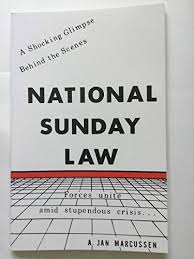 A Shocking Glimpse
Behind the Scenes
NATIONAL
SUNDAY
LAW
Forces unite
amid stupendous crisis...
A. JAN MARCUSSEN